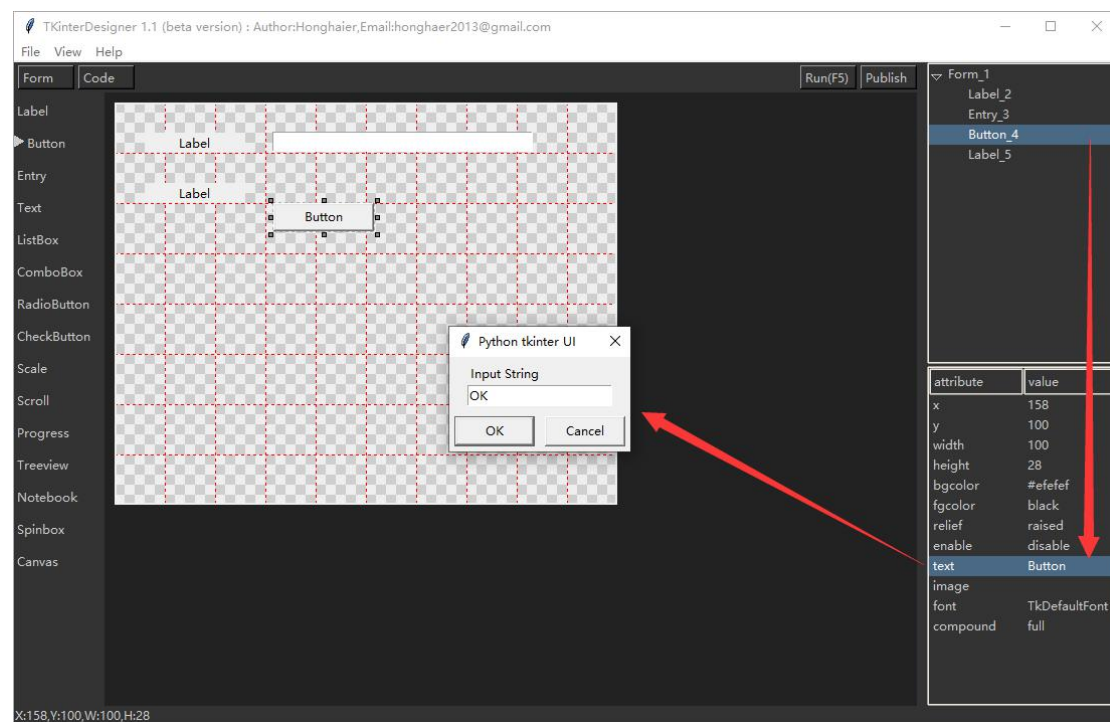 TKinterDesigner 1.1 (beta version) : Author:Honghaier,Email:honghaer2013@gmail.com
File View Help
Form Code Run(F5) Publish
Label
Button
Entry
Text
ListBox
ComboBox
RadioButton
CheckButton
Scale
Scroll
Progress
Treeview
Notebook
Spinbox
Canvas
Label
Label
Button
Python tkinter UI
Input String
OK
OK Cancel
Form_1
Label_2
Entry_3
Button_4
Label_5
attribute value
x 158
y 100
width 100
height 28
bgcolor #efefef
fgcolor black
relief raised
enable disable
text Button
image
font TkDefaultFont
compound full
X:158,Y:100,W:100,H:28